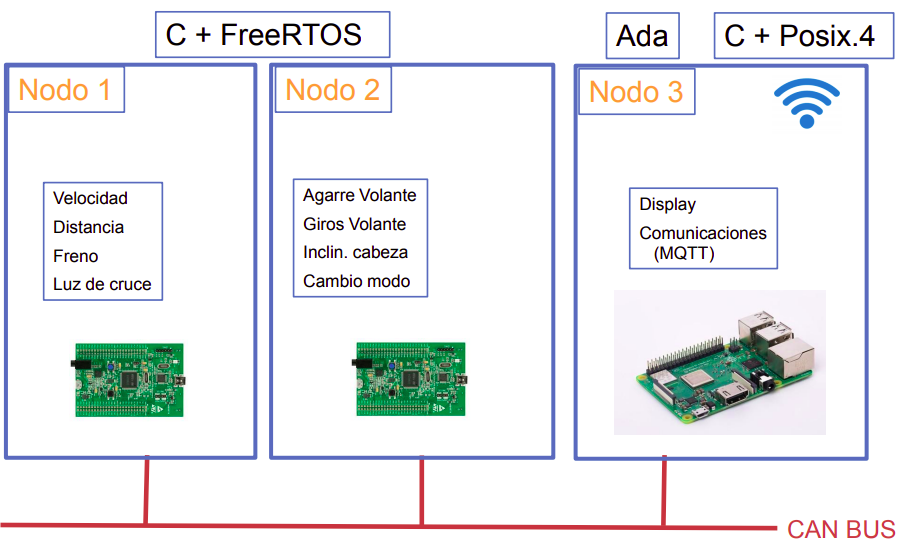 C + FreeRTOS
Ada
C + Posix.4
Nodo 1
Nodo 2
Nodo 3
Velocidad
Distancia
Freno
Luz de cruce
Agarre Volante
Giros Volante
Inclin. cabeza
Cambio modo
Display
Comunicaciones
(MQTT)
CAN BUS